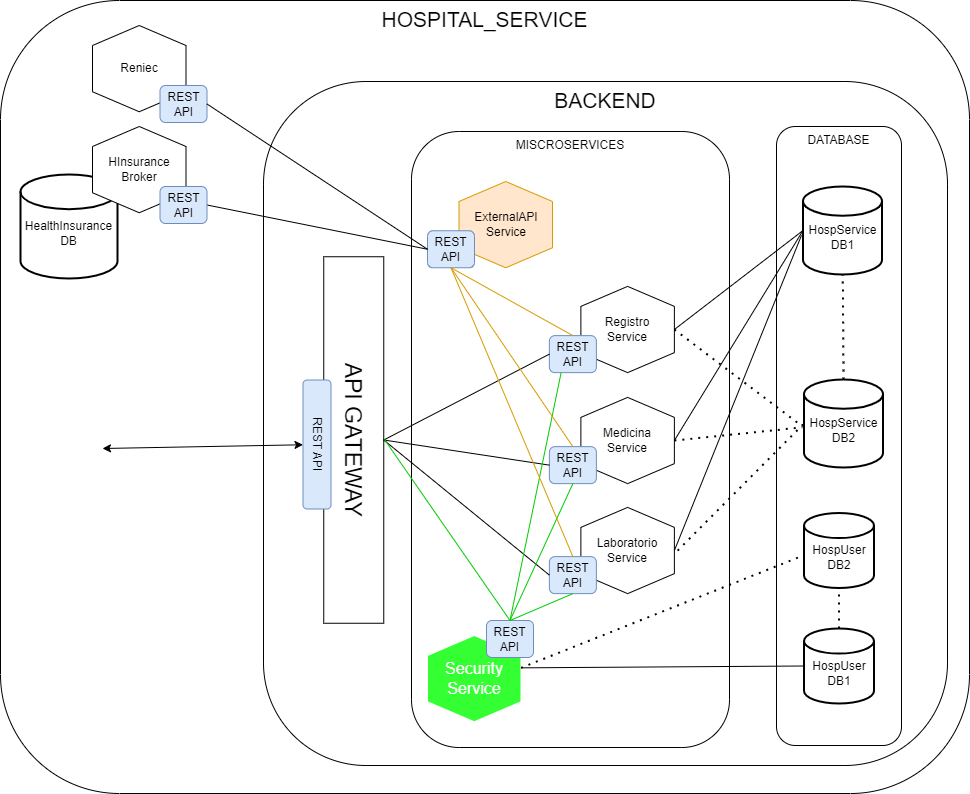 HOSPITAL_SERVICE
Reniec
REST
API
HInsurance
Broker
REST
API
HealthInsurance
DB
BACKEND
MISCROSERVICES
DATABASE
ExternalAPI
Service
REST
API
HospService
DB1
API GATEWAY
REST API
Registro
Service
REST
API
Medicina
Service
REST
API
HospService
DB2
Laboratorio
Service
REST
API
HospUser
DB2
REST
API
Security
Service
HospUser
DB1